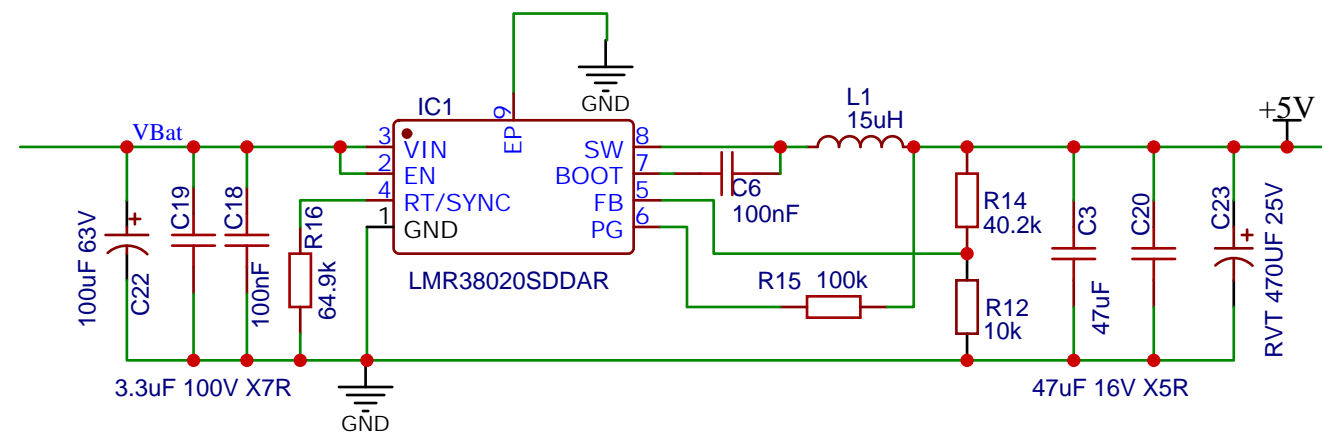 GND
IC1
EP 9
L1
15uH
+5V
VBat
3 VIN
2 EN
4 RT/SYNC
1 GND
SW 8
BOOT 7
FB 5
PG 6
LMR38020SDDAR
C6
100nF
R14
40.2k
R12
10k
R15 100k
R16
64.9k
C19
C18
100nF
C22
100uF 63V
C3
47uF
C20
C23
RVT 470UF 25V
3.3uF 100V X7R
GND
47uF 16V X5R